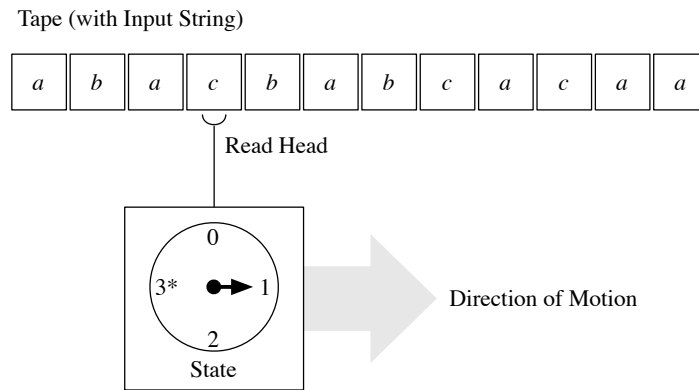 Tape (with Input String)
a b a c b a b c a c a a
Read Head
0
3* 1
2
State
Direction of Motion